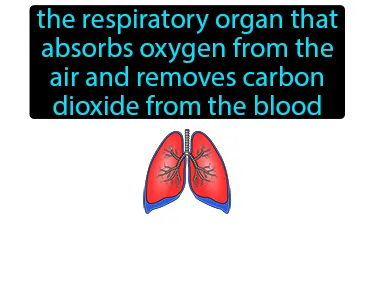 the respiratory organ that
absorbs oxygen from the
air and removes carbon
dioxide from the blood